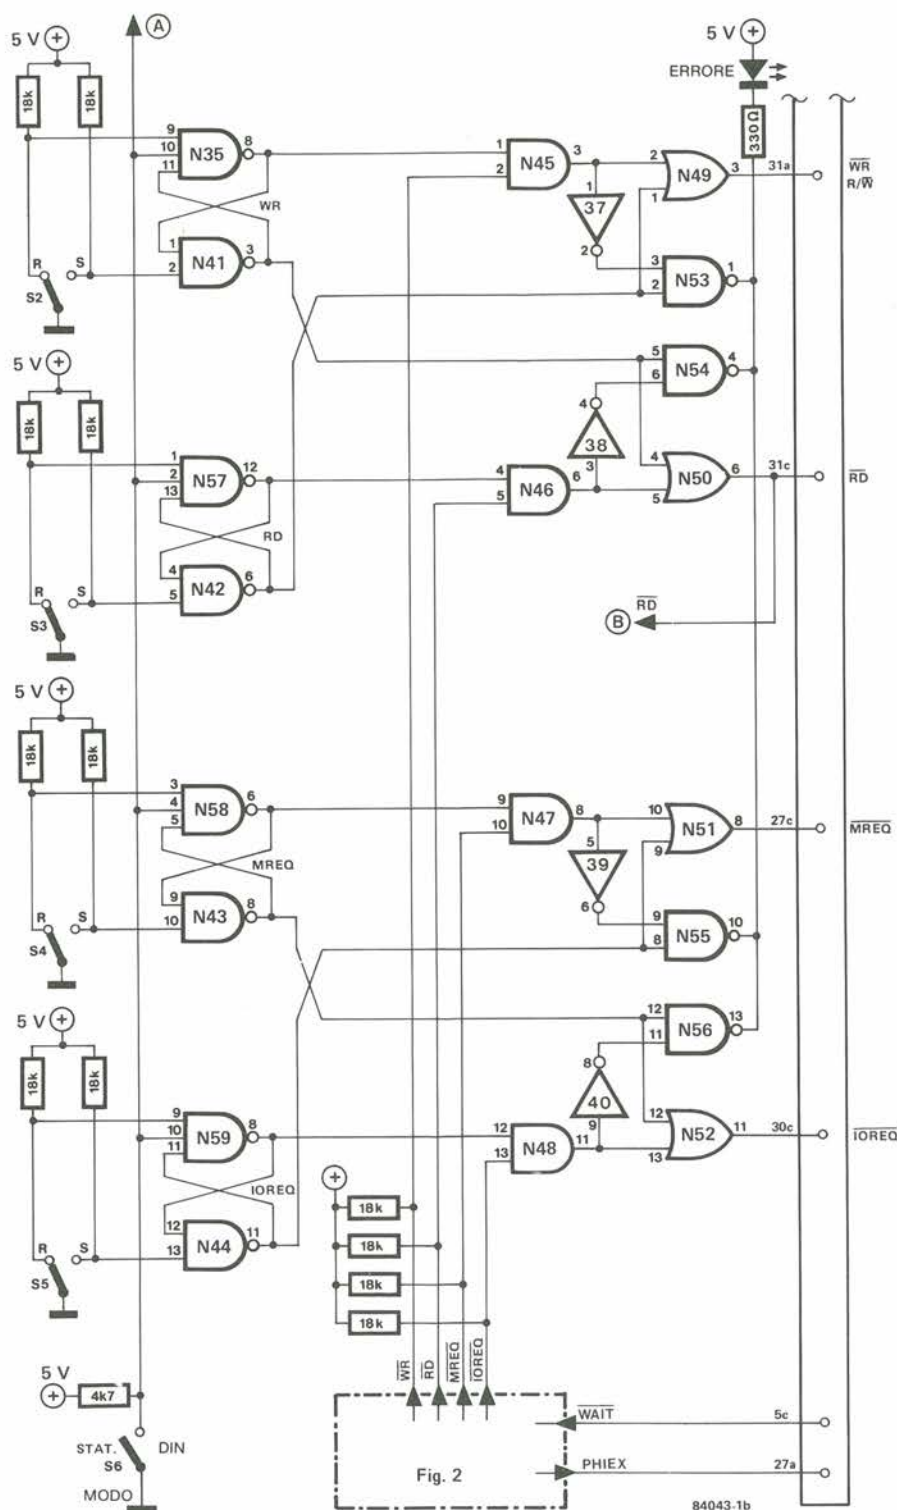 5 V
A
5 V
ERRORE
18k
18k
330 Ω
9
10
11
N35
8
1
2
N45
3
2
1
N49
3
31a
WR
R/W
WR
1
37
2
1
2
N41
3
R
S
S2
3
2
N53
1
5 V
5
6
N54
4
18k
18k
4
38
3
1
2
13
N57
12
4
5
N46
6
4
5
N50
6
31c
RD
RD
4
5
N42
6
R
S
S3
B
RD
5 V
18k
18k
3
4
5
N58
6
9
10
N47
8
10
9
N51
8
27c
MREQ
MREQ
5
39
6
9
10
N43
8
R
S
S4
9
8
N55
10
5 V
12
11
N56
13
18k
18k
8
40
9
9
10
11
N59
8
12
13
N48
11
12
13
N52
11
30c
IOREQ
IOREQ
12
13
N44
11
R
S
S5
18k
18k
18k
18k
WR
RD
MREQ
IOREQ
5 V
4k7
STAT.
DIN
S6
MODO
WAIT
5c
Fig. 2
PHIEX
27a
84043-1b